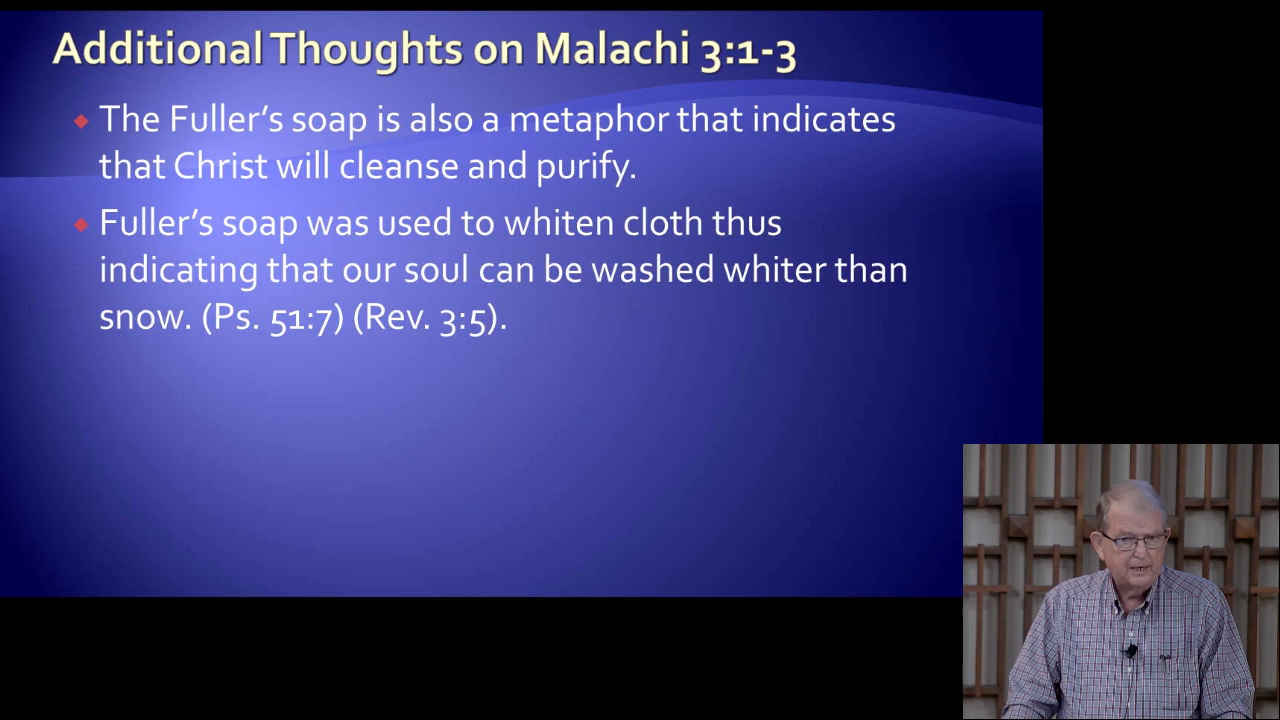 Additional Thoughts on Malachi 3:1-3
The Fuller’s soap is also a metaphor that indicates
that Christ will cleanse and purify.
Fuller’s soap was used to whiten cloth thus
indicating that our soul can be washed whiter than
snow. (Ps. 51:7) (Rev. 3:5).